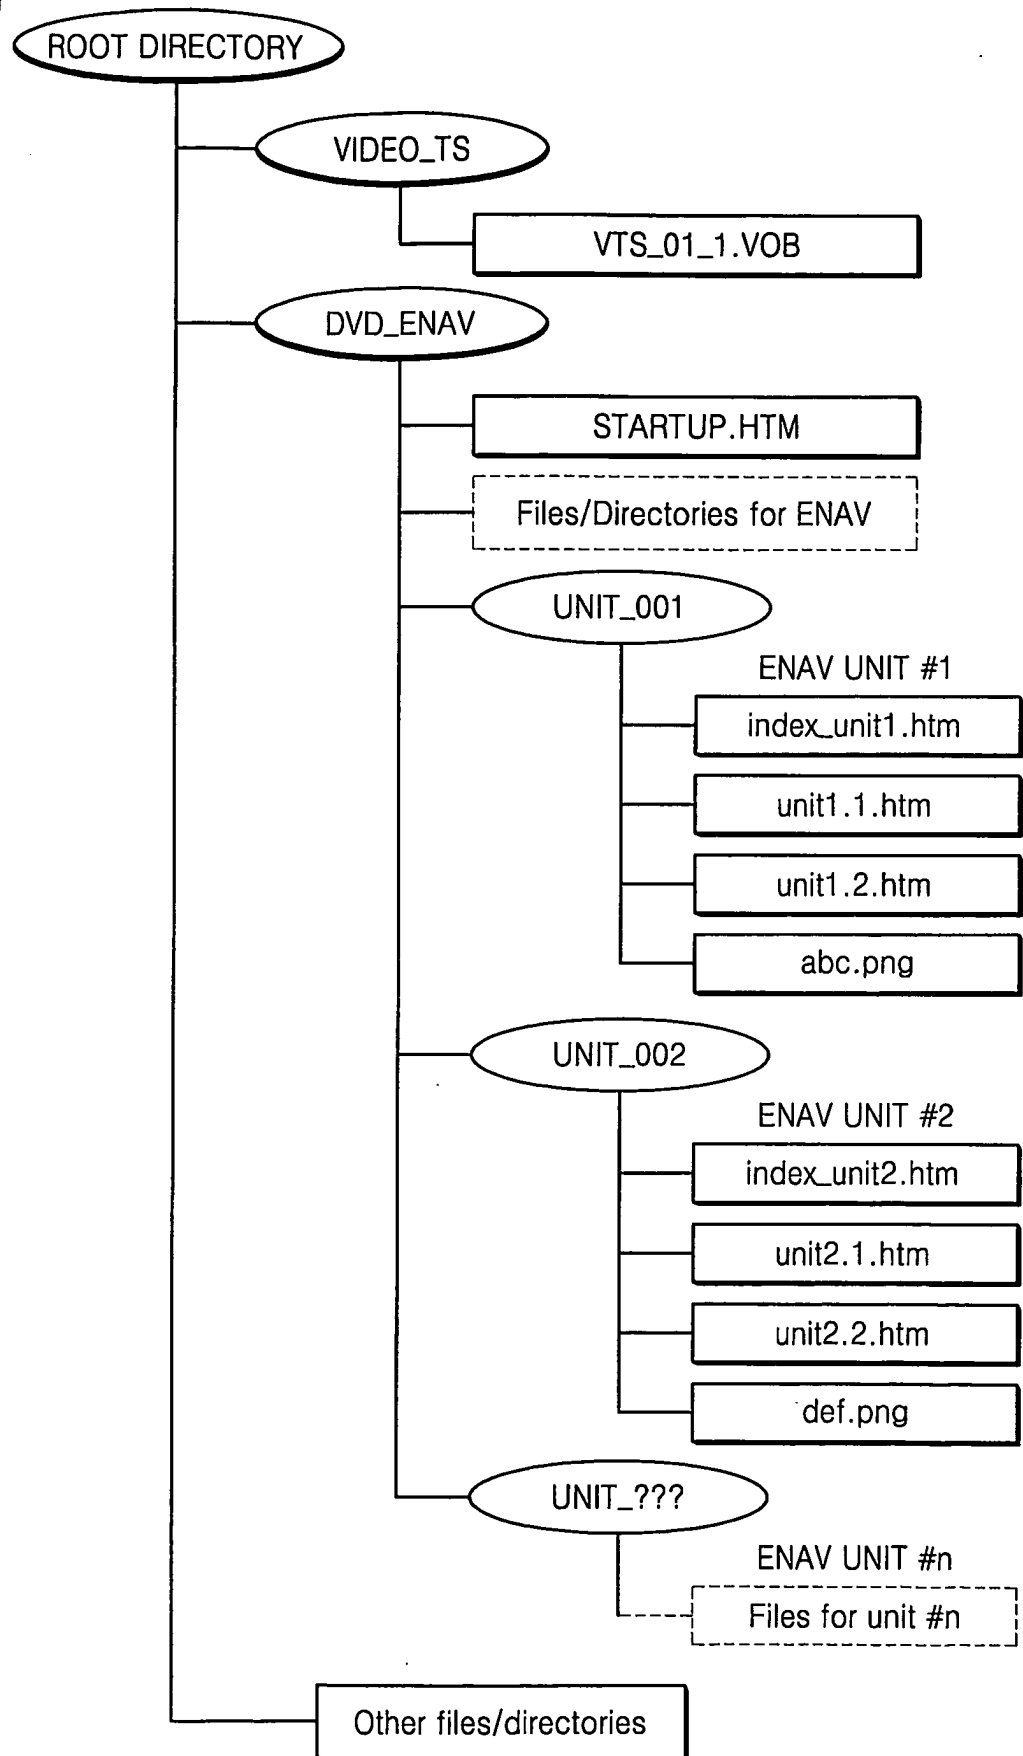 ROOT DIRECTORY
VIDEO_TS
VTS_01_1.VOB
DVD_ENAV
STARTUP.HTM
Files/Directories for ENAV
UNIT_001
ENAV UNIT #1
index_unit1.htm
unit1.1.htm
unit1.2.htm
abc.png
UNIT_002
ENAV UNIT #2
index_unit2.htm
unit2.1.htm
unit2.2.htm
def.png
UNIT_???
ENAV UNIT #n
Files for unit #n
Other files/directories